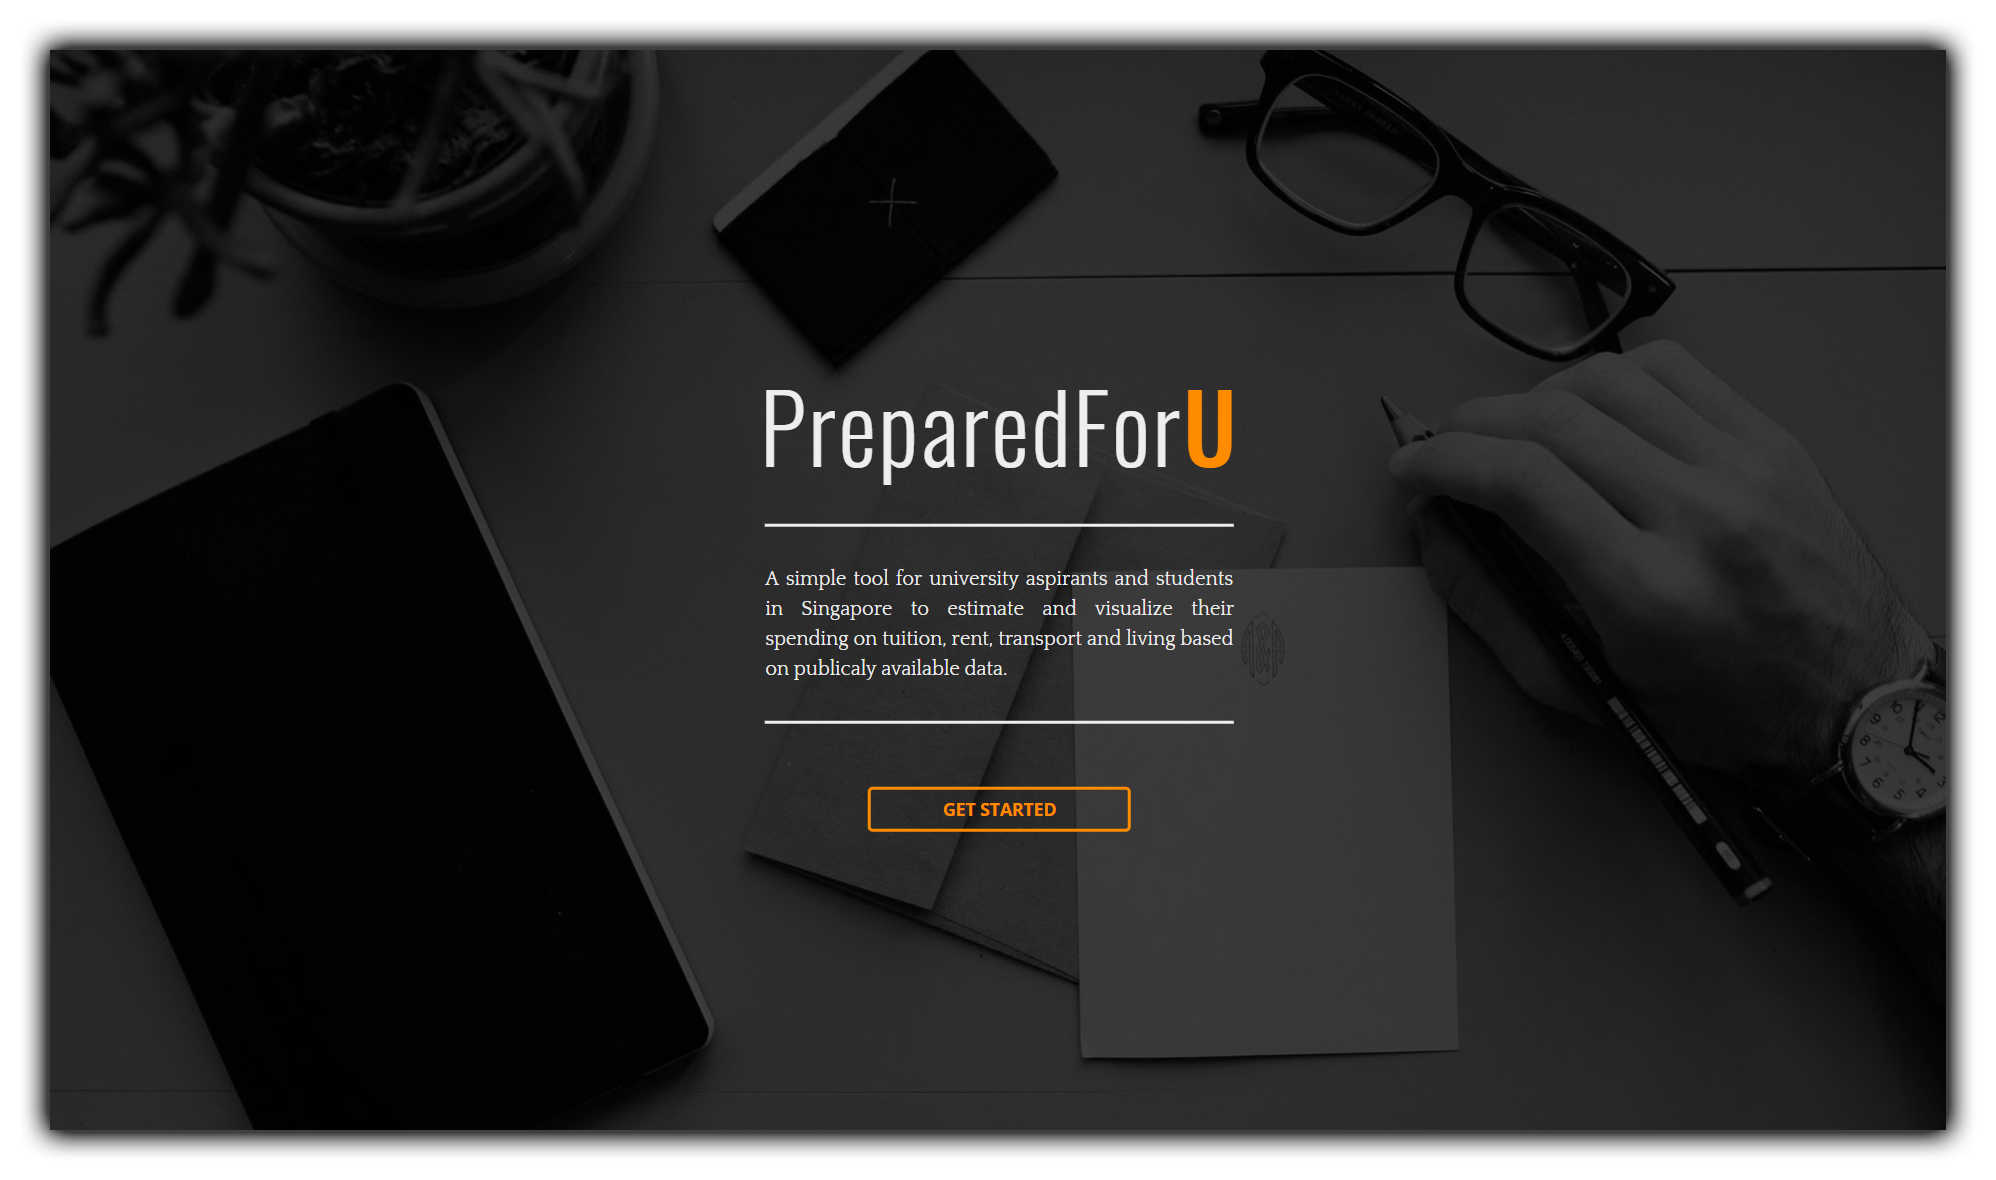 PreparedForU
A simple tool for university aspirants and students
in Singapore to estimate and visualize their
spending on tuition, rent, transport and living based
on publicaly available data.
GET STARTED